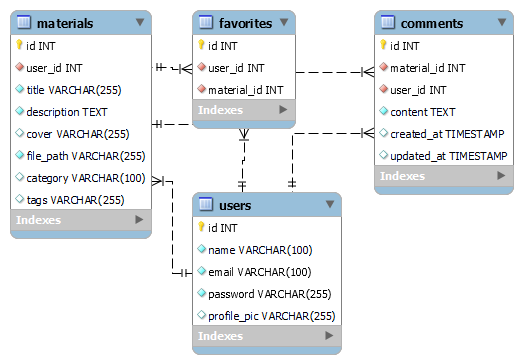 materials
id INT
user_id INT
title VARCHAR(255)
description TEXT
cover VARCHAR(255)
file_path VARCHAR(255)
category VARCHAR(100)
tags VARCHAR(255)
Indexes
favorites
id INT
user_id INT
material_id INT
Indexes
comments
id INT
material_id INT
user_id INT
content TEXT
created_at TIMESTAMP
updated_at TIMESTAMP
Indexes
users
id INT
name VARCHAR(100)
email VARCHAR(100)
password VARCHAR(255)
profile_pic VARCHAR(255)
Indexes